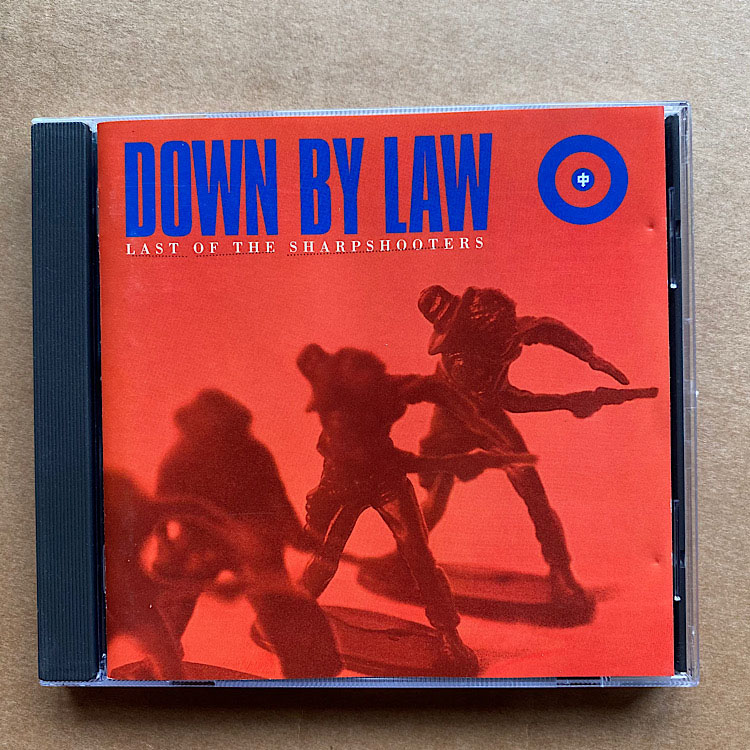 DOWN BY LAW
LAST OF THE SHARPSHOOTERS